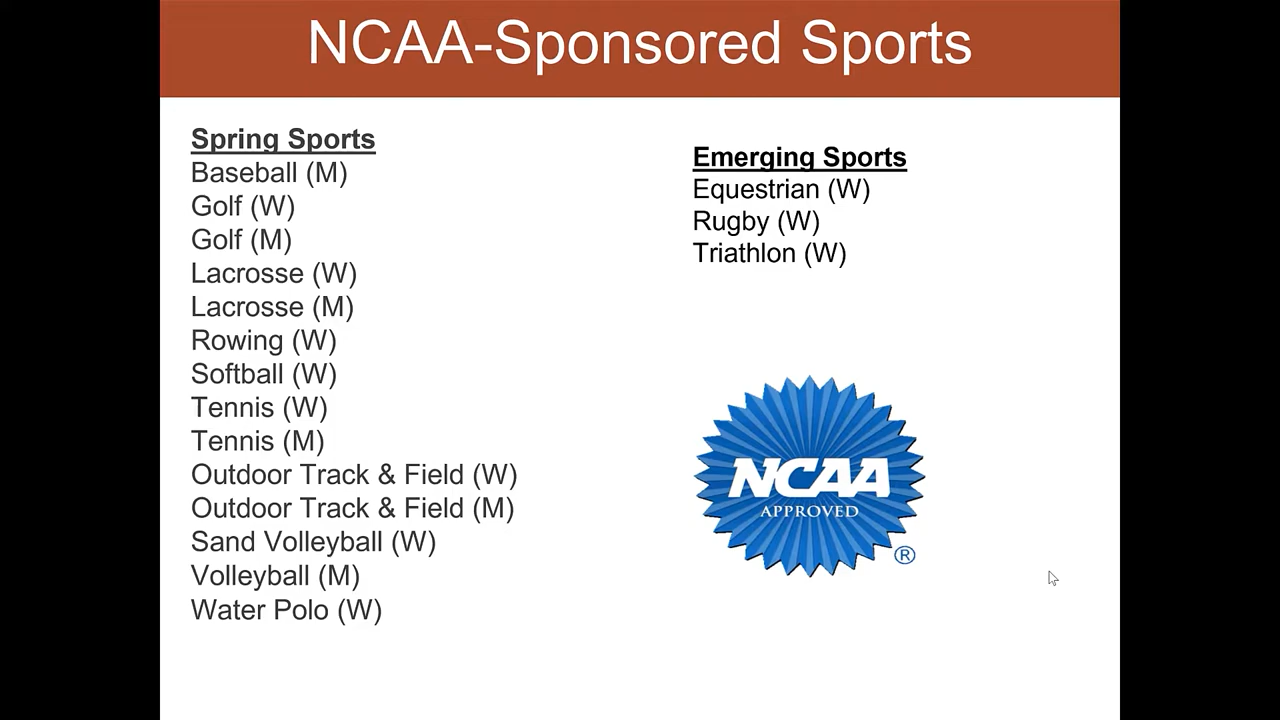 NCAA-Sponsored Sports
Spring Sports
Baseball (M)
Golf (W)
Golf (M)
Lacrosse (W)
Lacrosse (M)
Rowing (W)
Softball (W)
Tennis (W)
Tennis (M)
Outdoor Track & Field (W)
Outdoor Track & Field (M)
Sand Volleyball (W)
Volleyball (M)
Water Polo (W)
Emerging Sports
Equestrian (W)
Rugby (W)
Triathlon (W)
NCAA
APPROVED
®